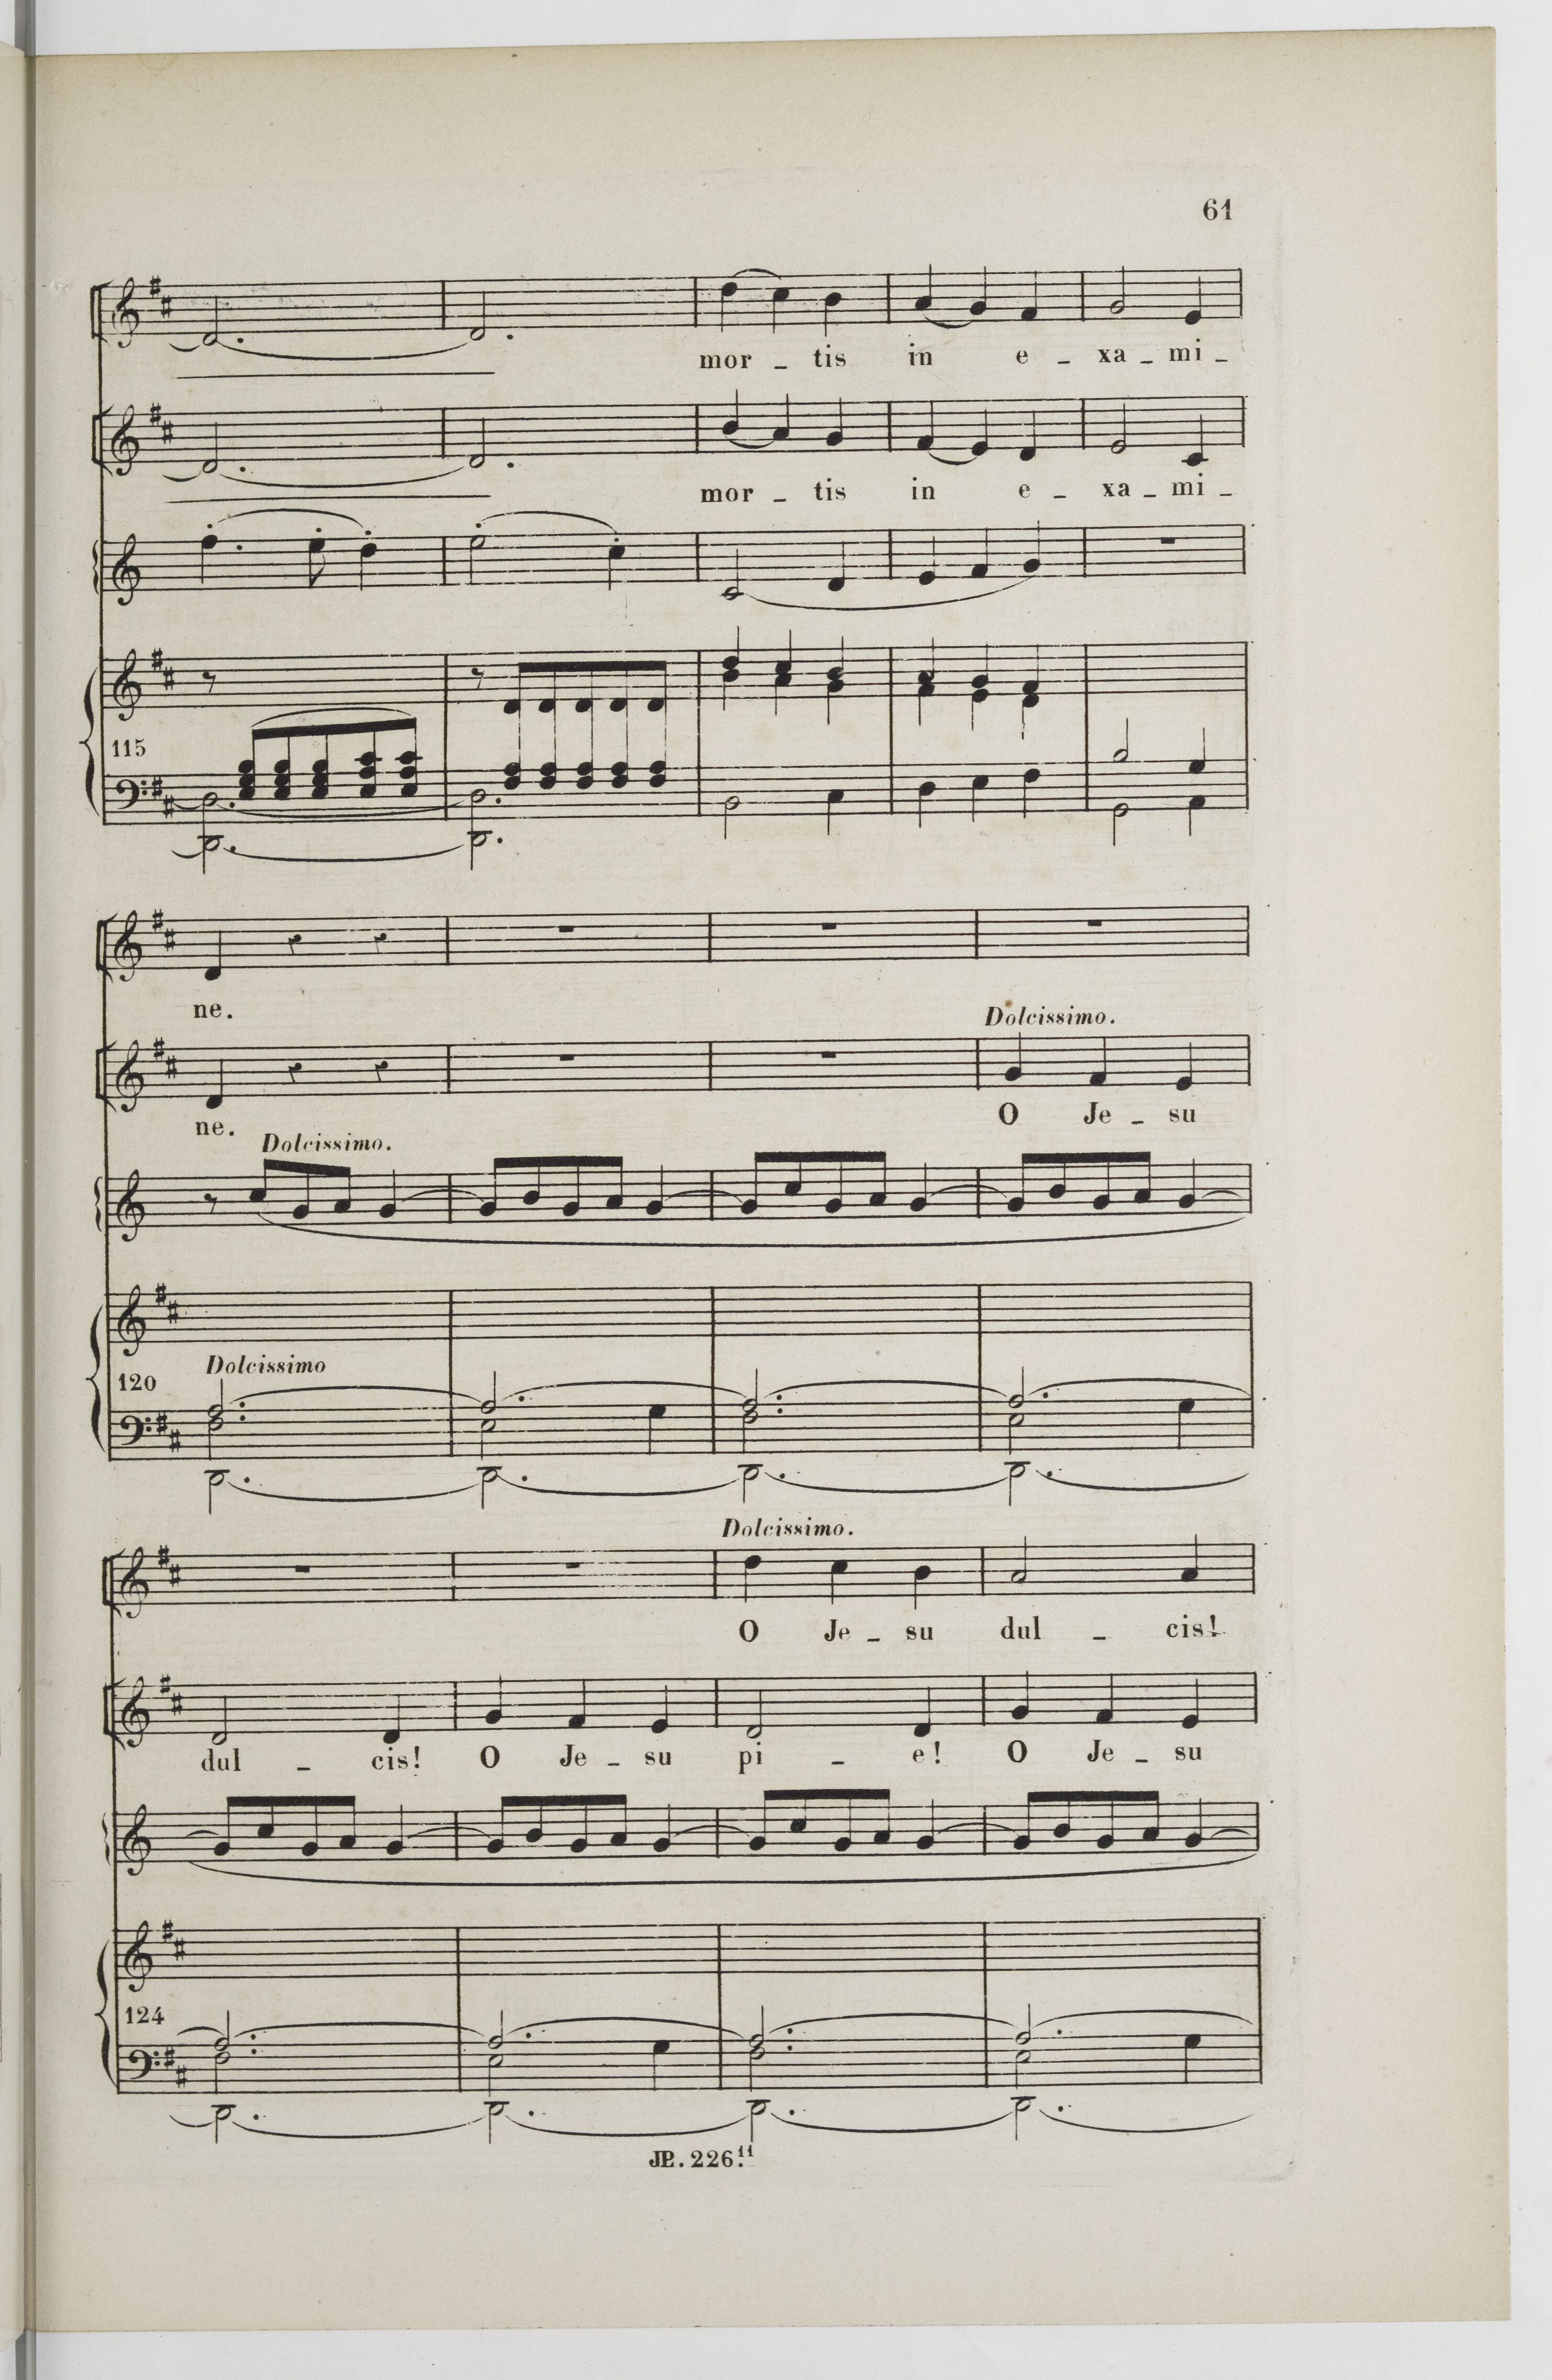 61
mor _ tis in e _ xa _ mi _
mor _ tis in e _ xa _ mi _
115
ne.
Dolcissimo.
ne.
O Je _ su
Dolcissimo.
Dolcissimo
120
Dolcissimo.
O Je _ su dul _ cis!
dul _ cis! O Je _ su pi _ e! O Je _ su
124
JP. 226.11